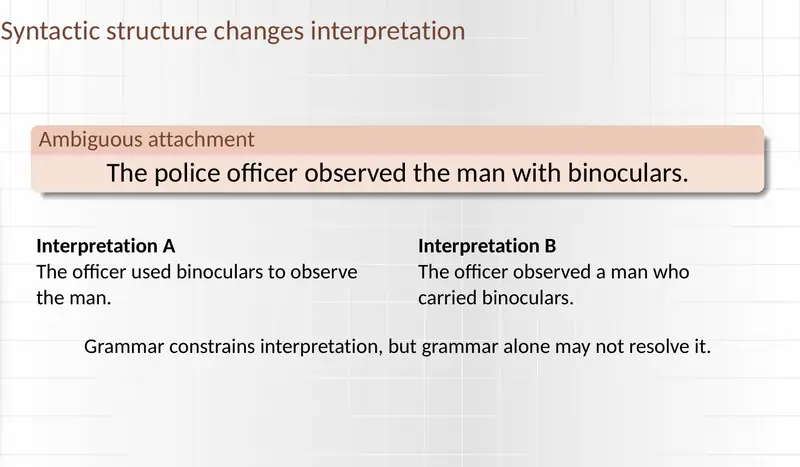 Syntactic structure changes interpretation
Ambiguous attachment
The police officer observed the man with binoculars.
Interpretation A
The officer used binoculars to observe
the man.
Interpretation B
The officer observed a man who
carried binoculars.
Grammar constrains interpretation, but grammar alone may not resolve it.